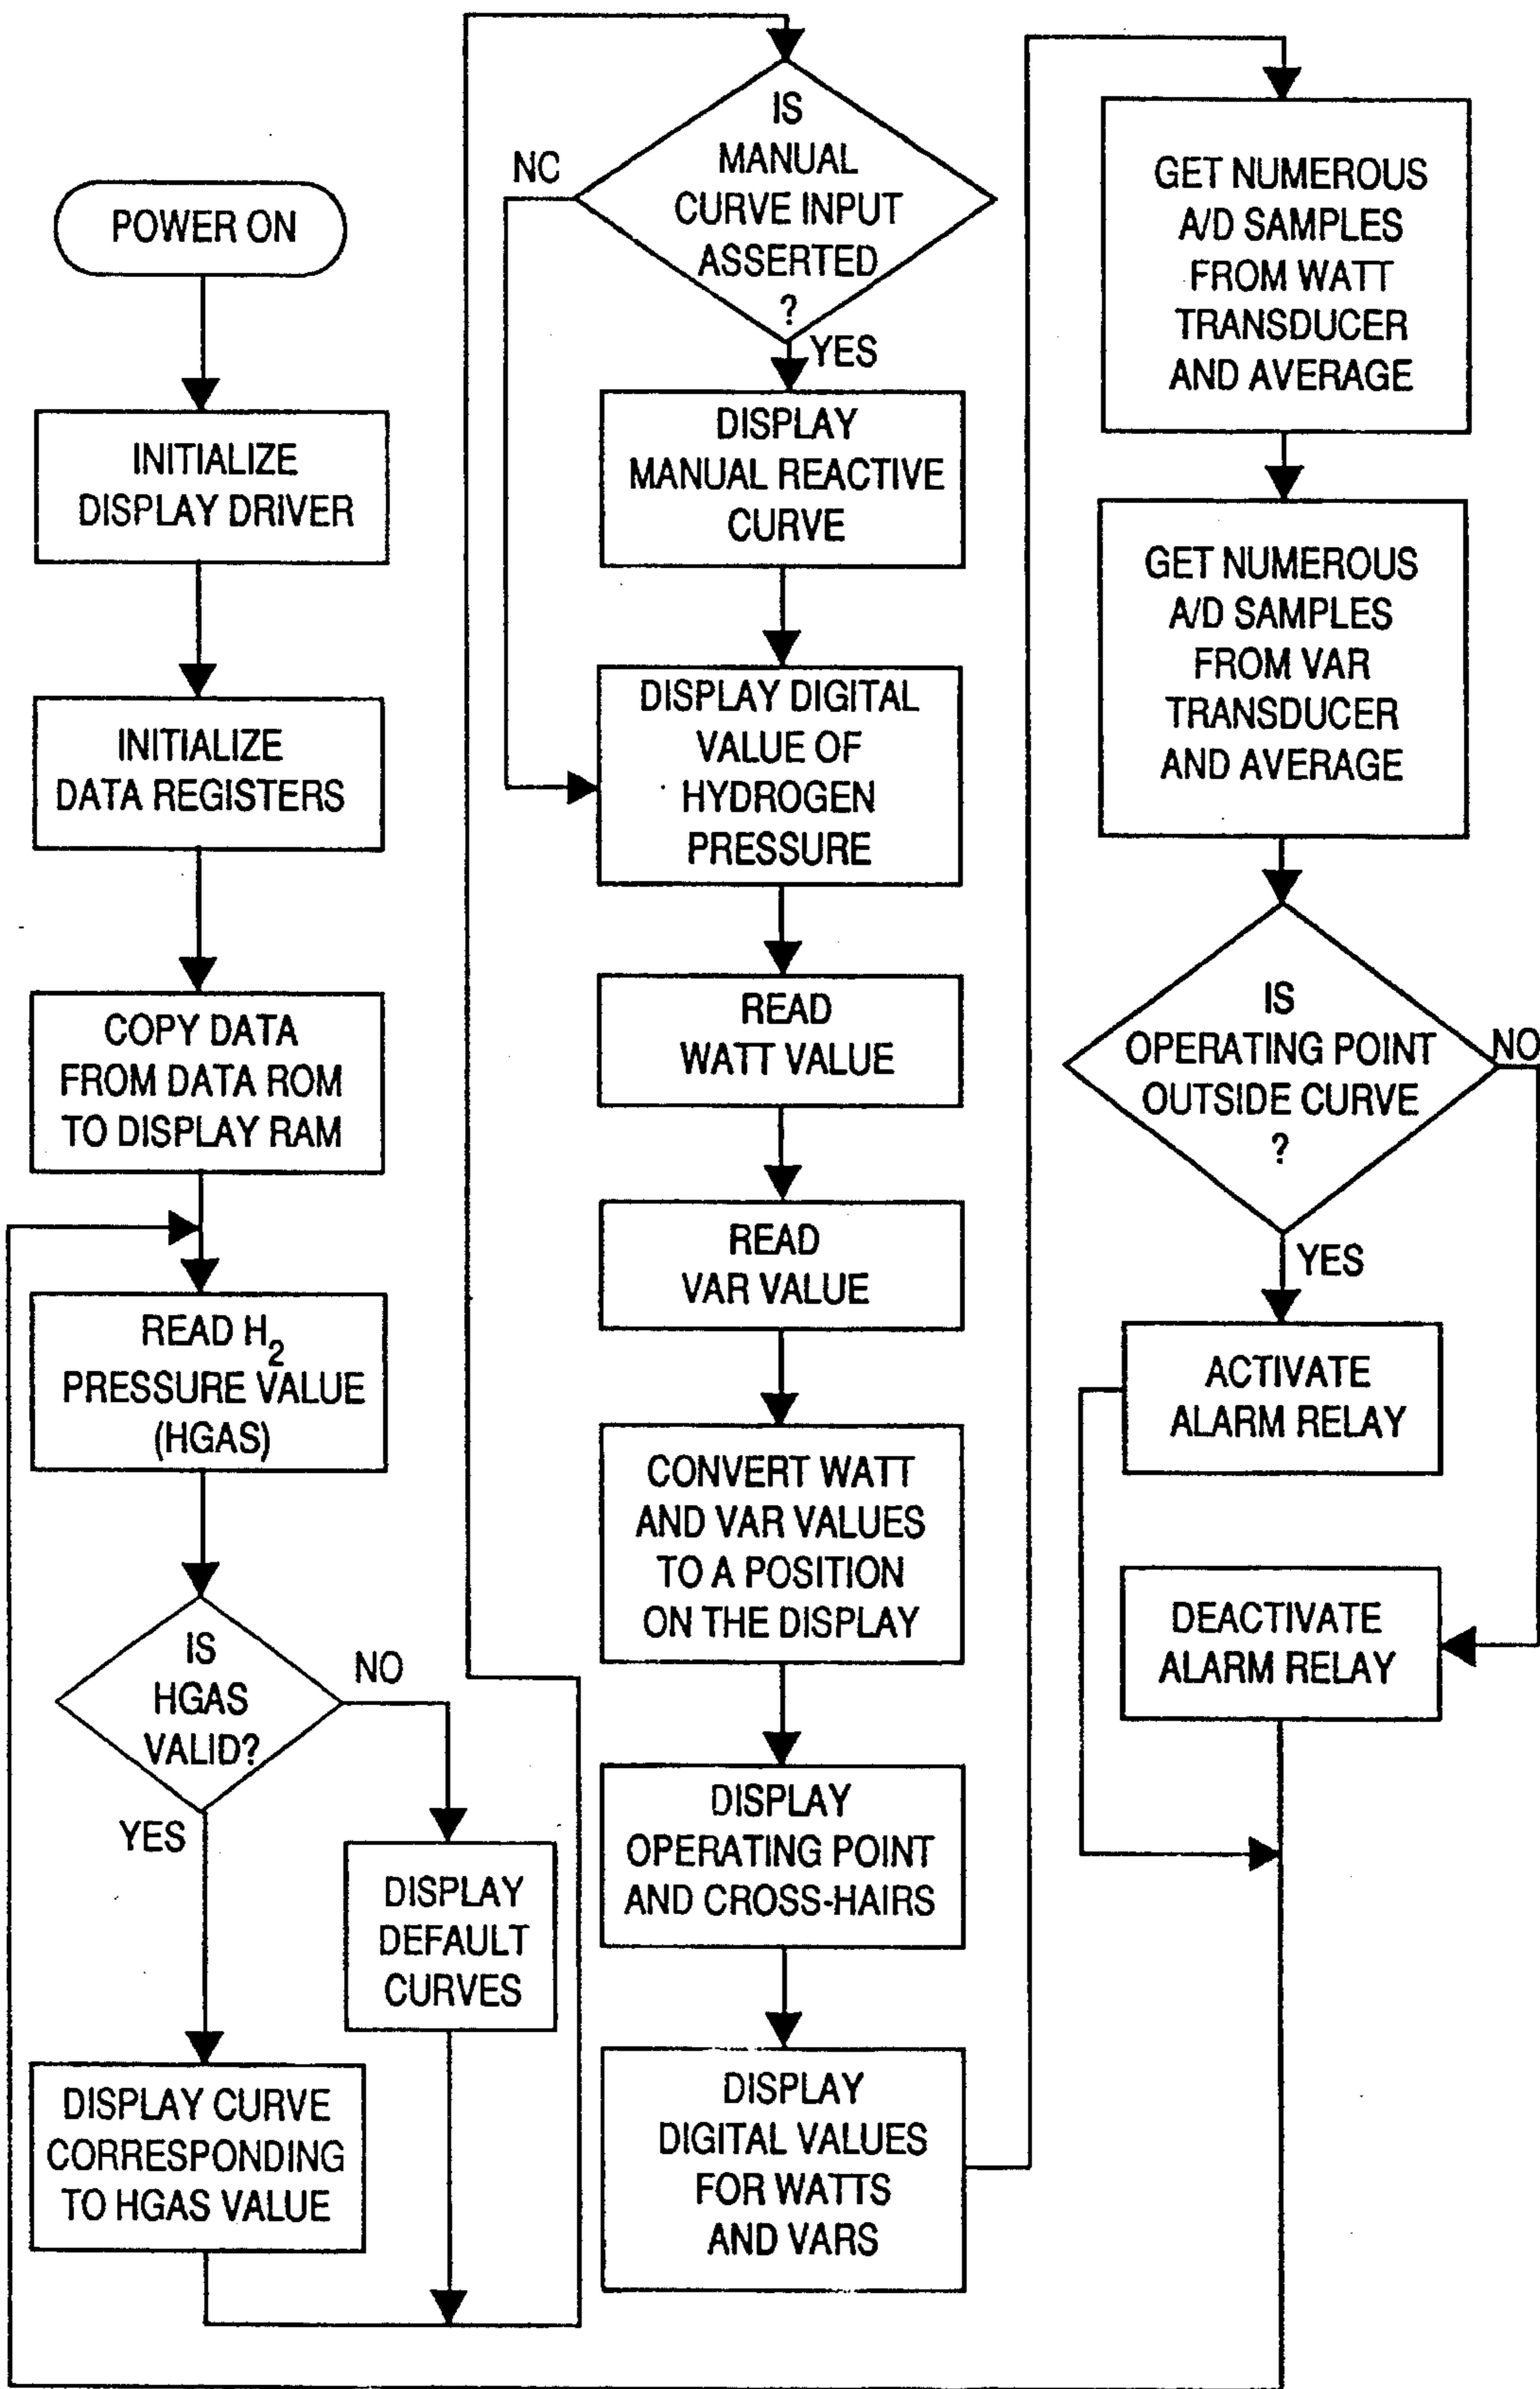 POWER ON
INITIALIZE
DISPLAY DRIVER
INITIALIZE
DATA REGISTERS
COPY DATA
FROM DATA ROM
TO DISPLAY RAM
READ H2
PRESSURE VALUE
(HGAS)
IS
HGAS
VALID?
NO
YES
DISPLAY
DEFAULT
CURVES
DISPLAY CURVE
CORRESPONDING
TO HGAS VALUE
IS
MANUAL
CURVE INPUT
ASSERTED
?
NC
YES
DISPLAY
MANUAL REACTIVE
CURVE
DISPLAY DIGITAL
VALUE OF
HYDROGEN
PRESSURE
READ
WATT VALUE
READ
VAR VALUE
CONVERT WATT
AND VAR VALUES
TO A POSITION
ON THE DISPLAY
DISPLAY
OPERATING POINT
AND CROSS-HAIRS
DISPLAY
DIGITAL VALUES
FOR WATTS
AND VARS
GET NUMEROUS
A/D SAMPLES
FROM WATT
TRANSDUCER
AND AVERAGE
GET NUMEROUS
A/D SAMPLES
FROM VAR
TRANSDUCER
AND AVERAGE
IS
OPERATING POINT
OUTSIDE CURVE
?
NO
YES
ACTIVATE
ALARM RELAY
DEACTIVATE
ALARM RELAY